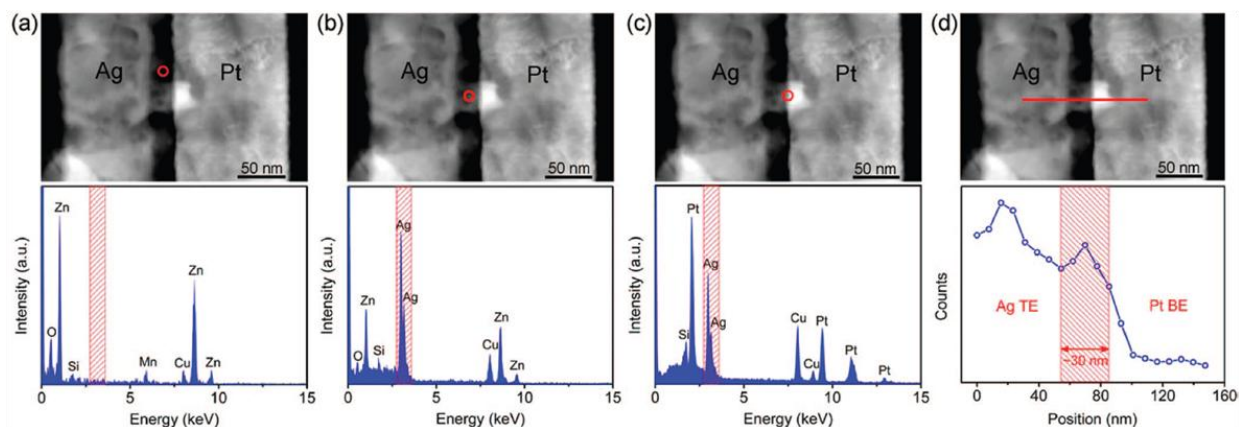 (a)
Ag
Pt
50 nm
(b)
Ag
Pt
50 nm
(c)
Ag
Pt
50 nm
(d)
Ag
Pt
50 nm
Intensity (a.u.)
O
Zn
Si
Mn
Cu
Zn
Zn
0 5 10 15
Energy (keV)
Intensity (a.u.)
O
Zn
Si
Ag
Ag
Cu
Zn
Zn
0 5 10 15
Energy (keV)
Intensity (a.u.)
Si
Pt
Ag
Ag
Cu
Cu
Pt
Pt
Pt
0 5 10 15
Energy (keV)
Counts
Ag TE
Pt BE
~30 nm
0 40 80 120 160
Position (nm)